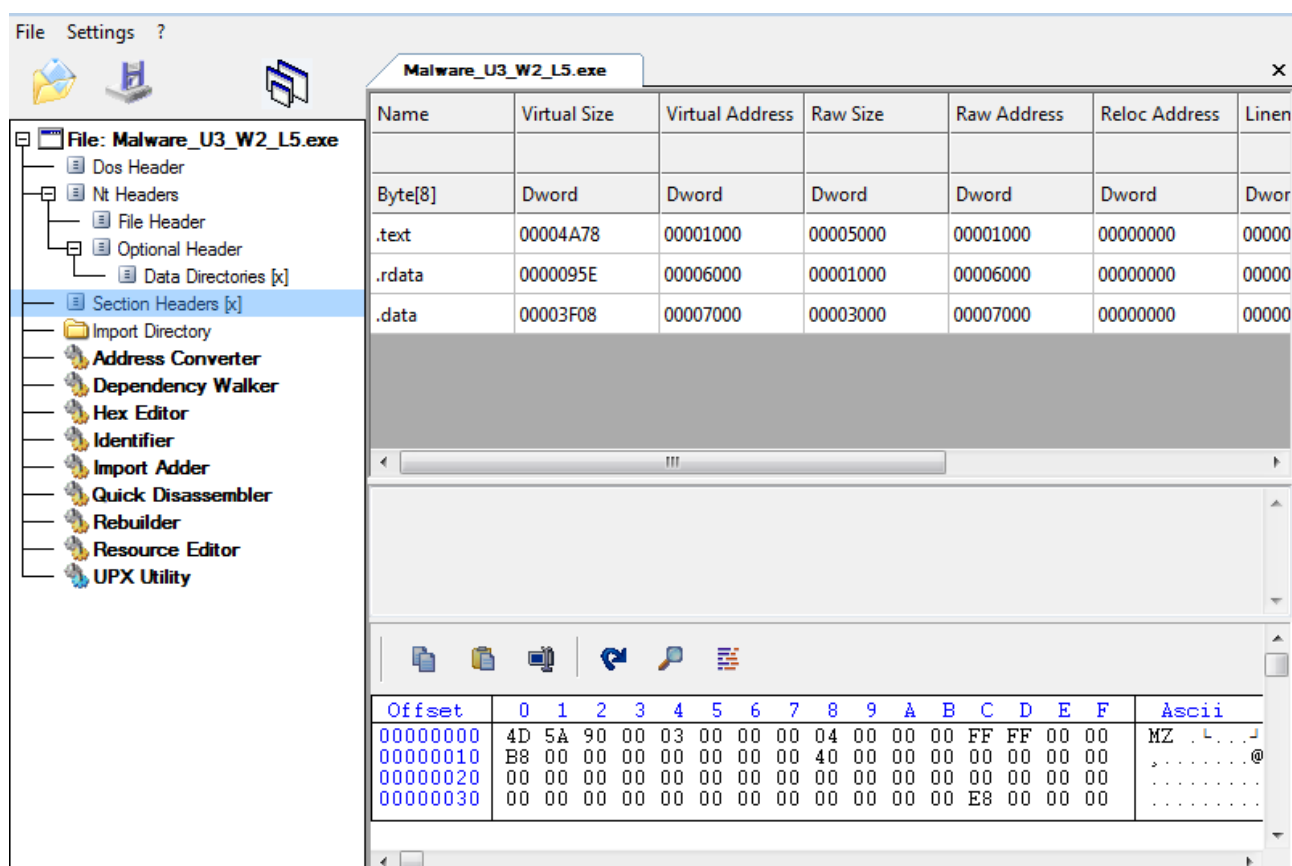 File Settings ?
Malware_U3_W2_L5.exe ×
File: Malware_U3_W2_L5.exe
Dos Header
Nt Headers
File Header
Optional Header
Data Directories [x]
Section Headers [x]
Import Directory
Address Converter
Dependency Walker
Hex Editor
Identifier
Import Adder
Quick Disassembler
Rebuilder
Resource Editor
UPX Utility
Name Virtual Size Virtual Address Raw Size Raw Address Reloc Address Linen
Byte[8] Dword Dword Dword Dword Dword Dwor
.text 00004A78 00001000 00005000 00001000 00000000 00000
.rdata 0000095E 00006000 00001000 00006000 00000000 00000
.data 00003F08 00007000 00003000 00007000 00000000 00000
Offset 0 1 2 3 4 5 6 7 8 9 A B C D E F Ascii
00000000 4D 5A 90 00 03 00 00 00 04 00 00 00 FF FF 00 00 MZ .└...┘
00000010 B8 00 00 00 00 00 00 00 40 00 00 00 00 00 00 00 ¸.......@
00000020 00 00 00 00 00 00 00 00 00 00 00 00 00 00 00 00 .........
00000030 00 00 00 00 00 00 00 00 00 00 00 00 E8 00 00 00 .........